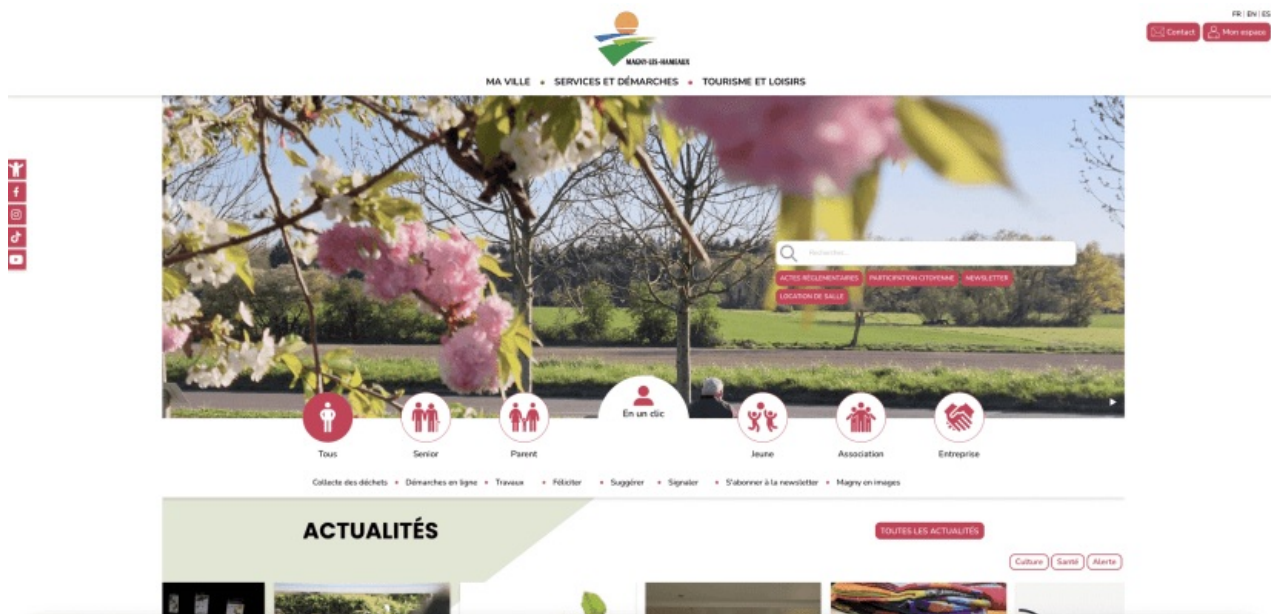 FR | EN | ES
Contact
Mon espace
MAGNY-LES-HAMEAUX
MA VILLE • SERVICES ET DÉMARCHES • TOURISME ET LOISIRS
Rechercher...
ACTES RÉGLEMENTAIRES PARTICIPATION CITOYENNE NEWSLETTER
LOCATION DE SALLE
En un clic
Tous Senior Parent Jeune Association Entreprise
Collecte des déchets • Démarches en ligne • Travaux • Féliciter • Suggérer • Signaler • S'abonner à la newsletter • Magny en images
ACTUALITÉS
TOUTES LES ACTUALITÉS
Culture Santé Alerte